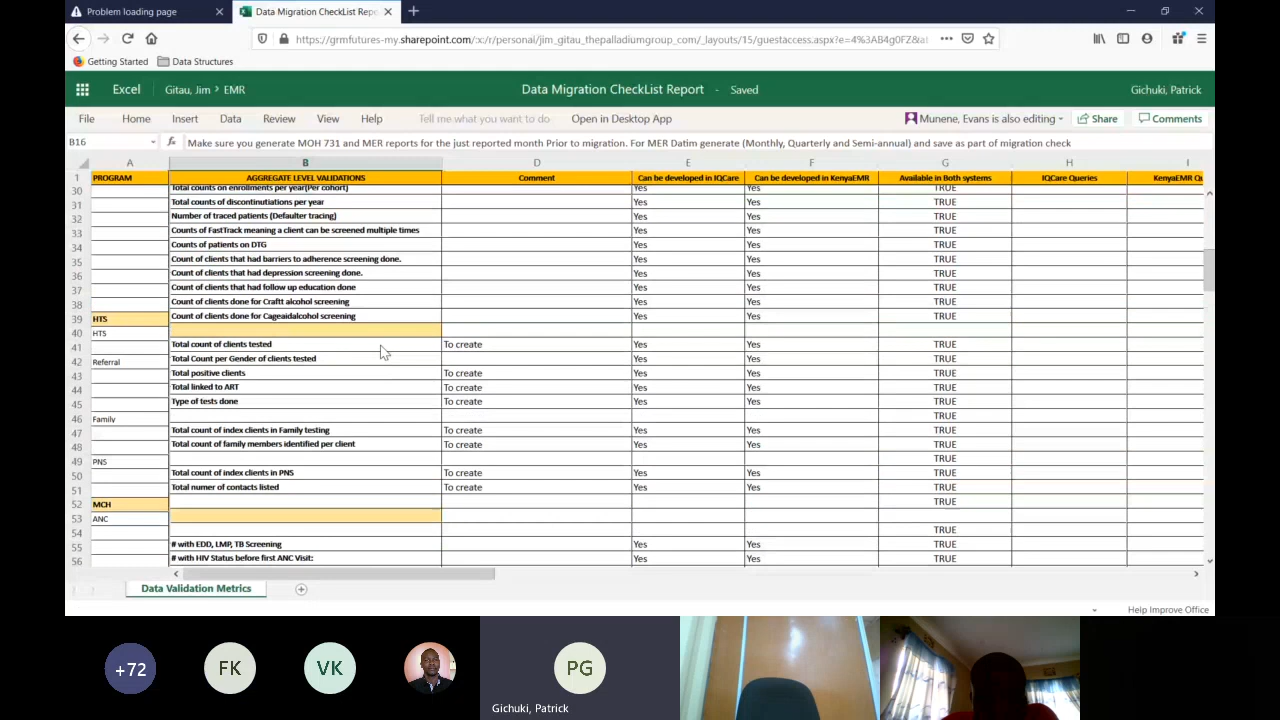 Problem loading page
Data Migration CheckList Repo
https://grmfutures-my.sharepoint.com/:x:/r/personal/jim_gitau_thepalladiumgroup_com/_layouts/15/guestaccess.aspx?e=4%3AB4g0FZ&at
Getting Started Data Structures
Excel Gitau, Jim > EMR Data Migration CheckList Report - Saved Gichuki, Patrick
File Home Insert Data Review View Help Tell me what you want to do Open in Desktop App Munene, Evans is also editing Share Comments
B16 fx Make sure you generate MOH 731 and MER reports for the just reported month Prior to migration. For MER Datim generate (Monthly, Quarterly and Semi-annual) and save as part of migration check
A B D E F G H I
1 PROGRAM AGGREGATE LEVEL VALIDATIONS Comment Can be developed in IQCare Can be developed in KenyaEMR Available in Both systems IQCare Queries KenyaEMR Qu
30 Total counts on enrollments per year(Per cohort) Yes Yes TRUE
31 Total counts of discontinutiations per year Yes Yes TRUE
32 Number of traced patients (Defaulter tracing) Yes Yes TRUE
33 Counts of FastTrack meaning a client can be screened multiple times Yes Yes TRUE
34 Counts of patients on DTG Yes Yes TRUE
35 Count of clients that had barriers to adherence screening done. Yes Yes TRUE
36 Count of clients that had depression screening done. Yes Yes TRUE
37 Count of clients that had follow up education done Yes Yes TRUE
38 Count of clients done for Craftt alcohol screening Yes Yes TRUE
39 HTS Count of clients done for Cageaidalcohol screening Yes Yes TRUE
40 HTS
41 Total count of clients tested To create Yes Yes TRUE
42 Referral Total Count per Gender of clients tested Yes Yes TRUE
43 Total positive clients To create Yes Yes TRUE
44 Total linked to ART To create Yes Yes TRUE
45 Type of tests done To create Yes Yes TRUE
46 Family TRUE
47 Total count of index clients in Family testing To create Yes Yes TRUE
48 Total count of family members identified per client To create Yes Yes TRUE
49 PNS TRUE
50 Total count of index clients in PNS To create Yes Yes TRUE
51 Total numer of contacts listed To create Yes Yes TRUE
52 MCH TRUE
53 ANC
54 TRUE
55 # with EDD, LMP, TB Screening Yes Yes TRUE
56 # with HIV Status before first ANC Visit: Yes Yes TRUE
Data Validation Metrics
Help Improve Office
+72 FK VK PG
Gichuki, Patrick